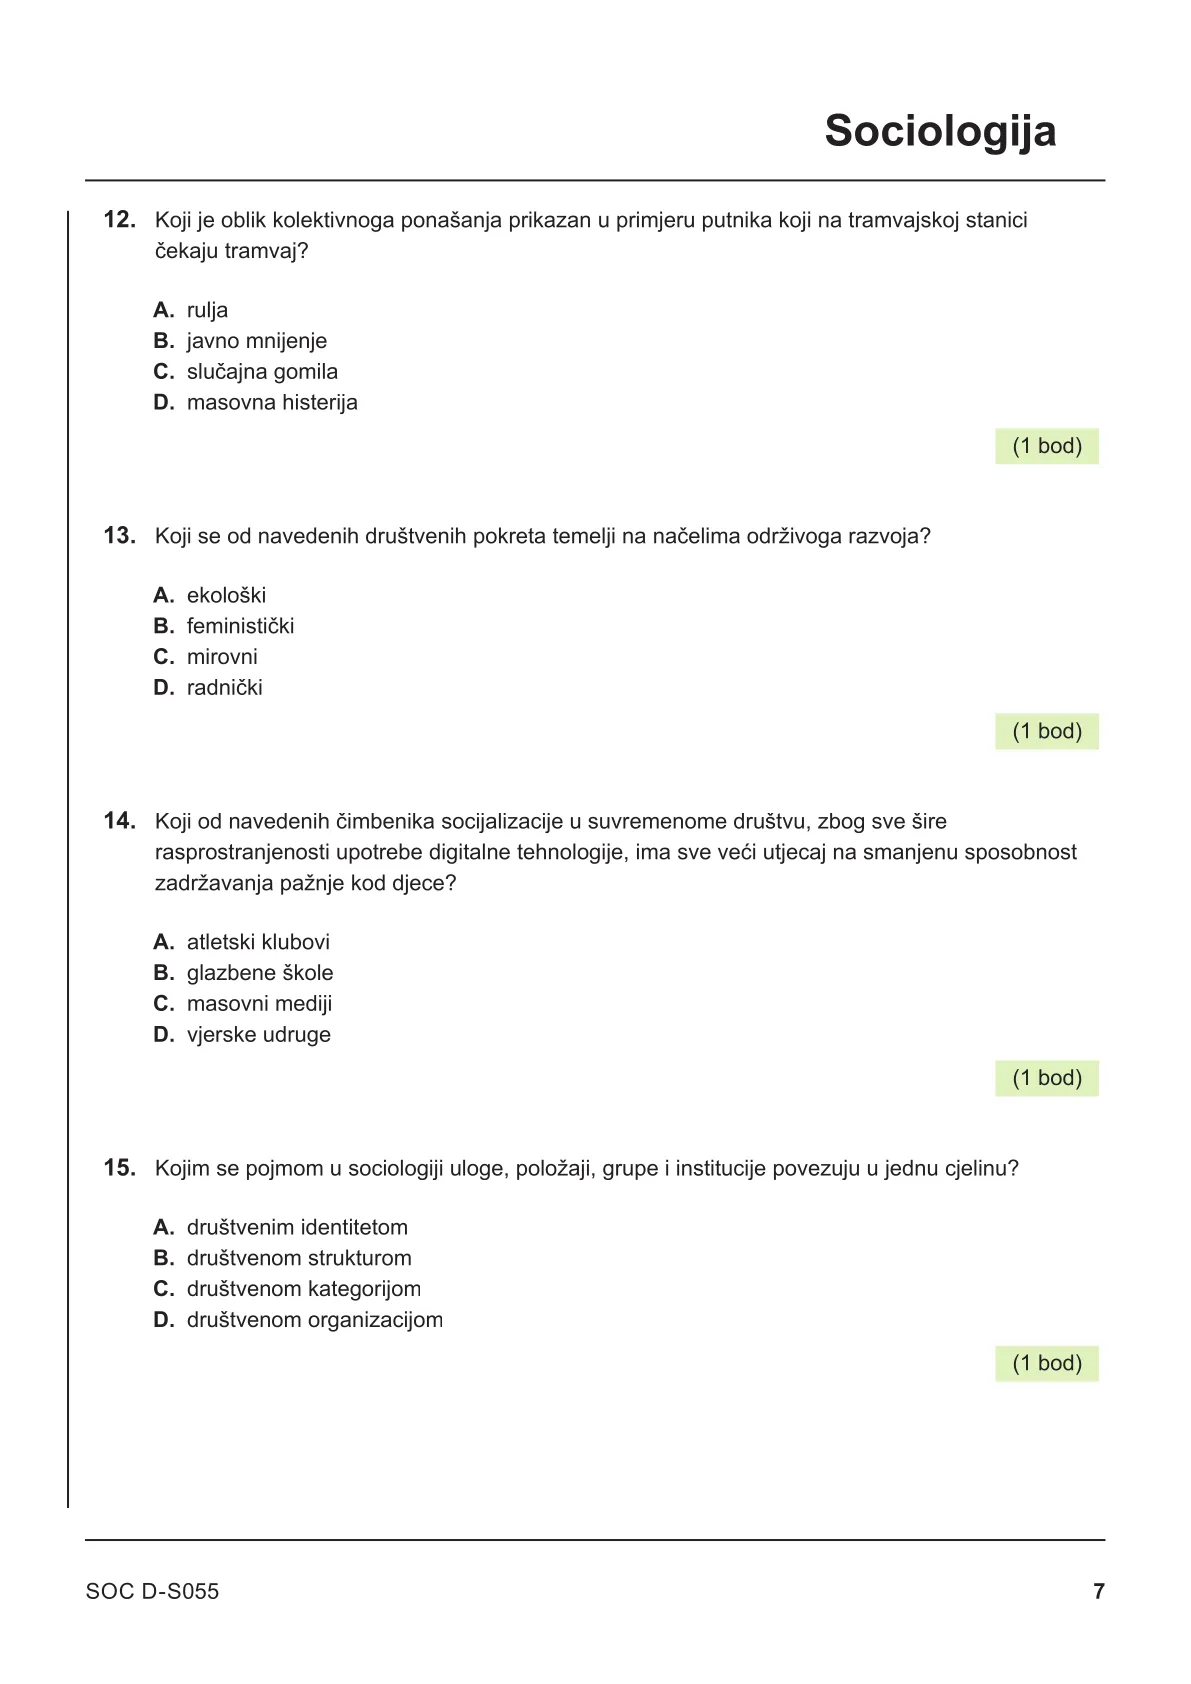 Sociologija
12. Koji je oblik kolektivnoga ponašanja prikazan u primjeru putnika koji na tramvajskoj stanici
čekaju tramvaj?
A. rulja
B. javno mnijenje
C. slučajna gomila
D. masovna histerija
(1 bod)
13. Koji se od navedenih društvenih pokreta temelji na načelima održivoga razvoja?
A. ekološki
B. feministički
C. mirovni
D. radnički
(1 bod)
14. Koji od navedenih čimbenika socijalizacije u suvremenome društvu, zbog sve šire
rasprostranjenosti upotrebe digitalne tehnologije, ima sve veći utjecaj na smanjenu sposobnost
zadržavanja pažnje kod djece?
A. atletski klubovi
B. glazbene škole
C. masovni mediji
D. vjerske udruge
(1 bod)
15. Kojim se pojmom u sociologiji uloge, položaji, grupe i institucije povezuju u jednu cjelinu?
A. društvenim identitetom
B. društvenom strukturom
C. društvenom kategorijom
D. društvenom organizacijom
(1 bod)
SOC D-S055
7